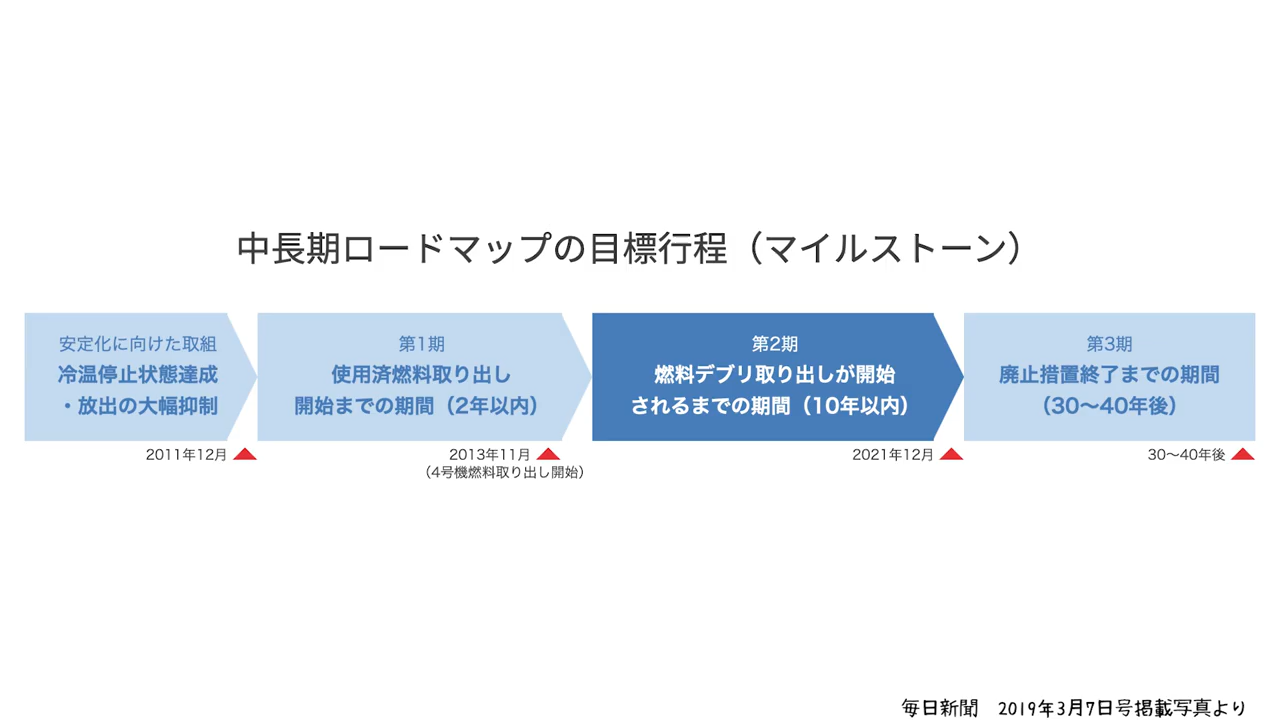 中長期ロードマップの目標行程（マイルストーン）
安定化に向けた取組
冷温停止状態達成
・放出の大幅抑制
2011年12月
第1期
使用済燃料取り出し
開始までの期間（2年以内）
2013年11月
（4号機燃料取り出し開始）
第2期
燃料デブリ取り出しが開始
されるまでの期間（10年以内）
2021年12月
第3期
廃止措置終了までの期間
（30〜40年後）
30〜40年後
毎日新聞　2019年3月7日号掲載写真より